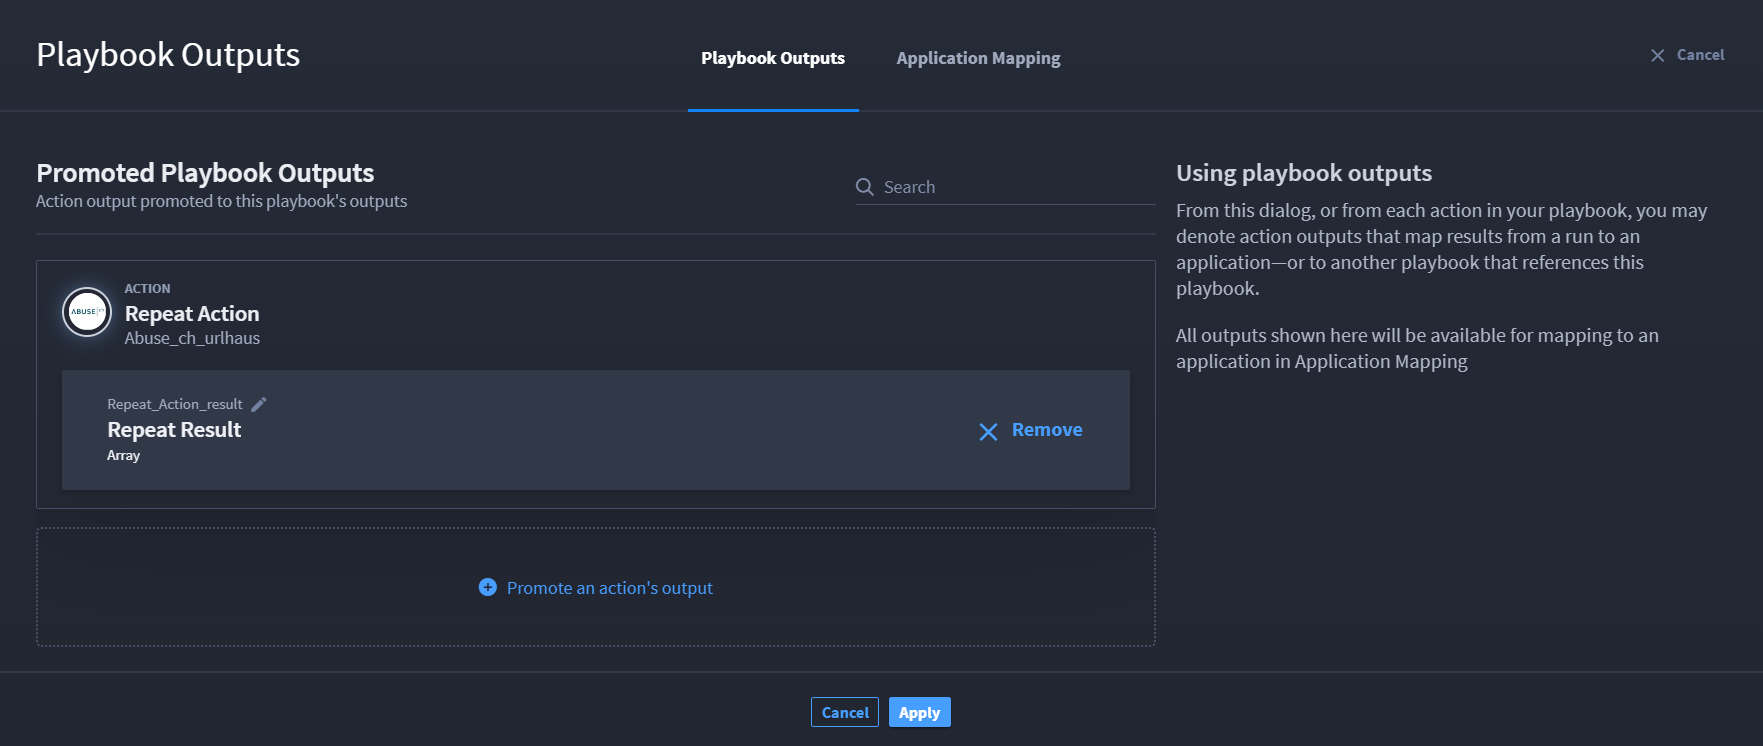 Playbook Outputs
Playbook Outputs
Application Mapping
Cancel
Promoted Playbook Outputs
Action output promoted to this playbook's outputs
Search
ACTION
Repeat Action
Abuse_ch_urlhaus
ABUSE
Repeat_Action_result
Repeat Result
Array
Remove
Promote an action's output
Using playbook outputs
From this dialog, or from each action in your playbook, you may
denote action outputs that map results from a run to an
application—or to another playbook that references this
playbook.
All outputs shown here will be available for mapping to an
application in Application Mapping
Cancel
Apply